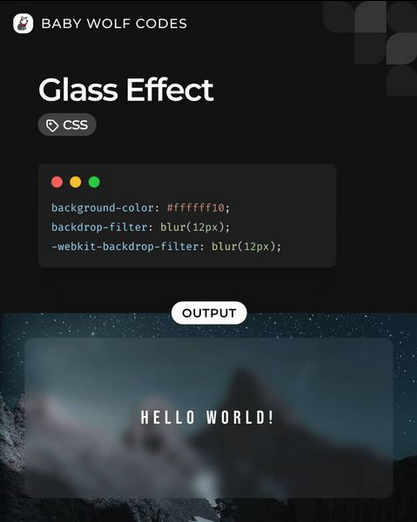 BABY WOLF CODES
Glass Effect
CSS
background-color: #ffffff10;
backdrop-filter: blur(12px);
-webkit-backdrop-filter: blur(12px);
OUTPUT
HELLO WORLD!